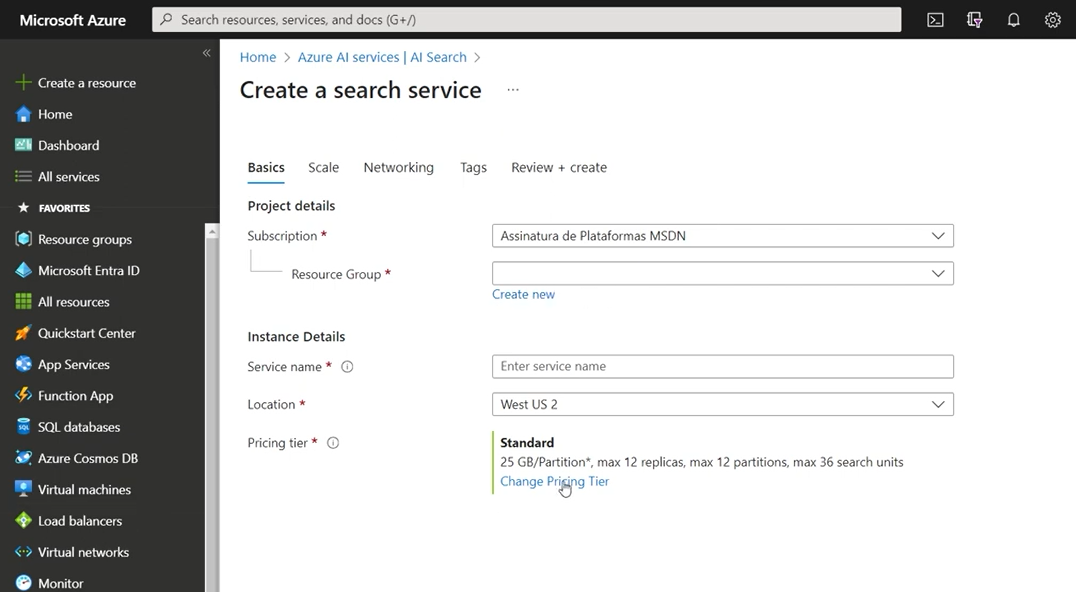 Microsoft Azure
Search resources, services, and docs (G+/)
«
Create a resource
Home
Dashboard
All services
FAVORITES
Resource groups
Microsoft Entra ID
All resources
Quickstart Center
App Services
Function App
SQL databases
Azure Cosmos DB
Virtual machines
Load balancers
Virtual networks
Monitor
Home > Azure AI services | AI Search >
Create a search service ...
Basics Scale Networking Tags Review + create
Project details
Subscription * Assinatura de Plataformas MSDN
Resource Group *
Create new
Instance Details
Service name * Enter service name
Location * West US 2
Pricing tier * Standard
25 GB/Partition*, max 12 replicas, max 12 partitions, max 36 search units
Change Pricing Tier